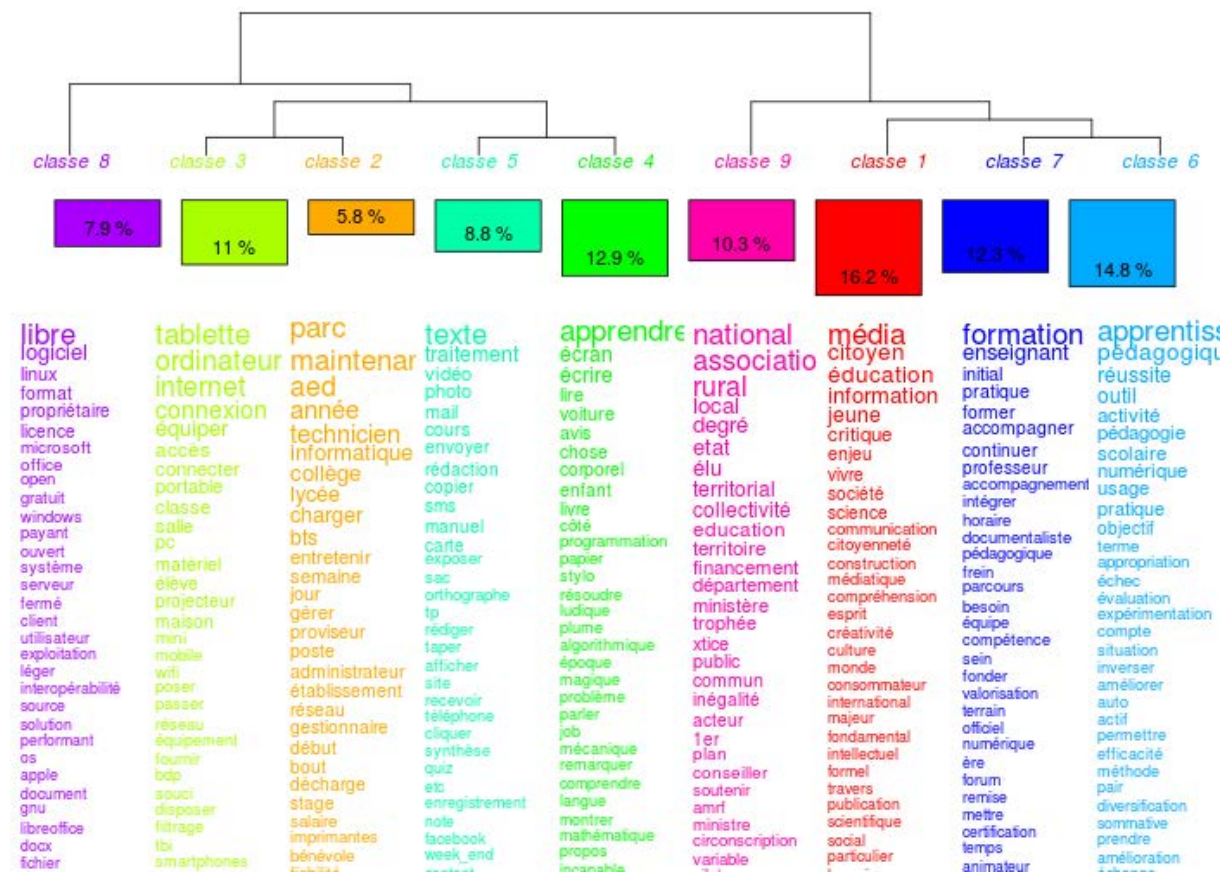 classe 8
classe 3
classe 2
classe 5
classe 4
classe 9
classe 1
classe 7
classe 6
7.9 %
11 %
5.8 %
8.8 %
12.9 %
10.3 %
16.2 %
12.3 %
14.8 %
libre
logiciel
linux
format
propriétaire
licence
microsoft
office
open
gratuit
windows
payant
ouvert
système
serveur
fermé
client
utilisateur
exploitation
léger
interopérabilité
source
solution
performant
os
apple
document
gnu
libreoffice
docx
fichier
tablette
ordinateur
internet
connexion
équiper
accès
connecter
portable
classe
salle
pc
matériel
élève
projecteur
maison
mini
mobile
wifi
poser
passer
réseau
équipement
fournir
bdp
souci
disposer
filtrage
tbi
smartphones
parc
maintenan
aed
année
technicien
informatique
collège
lycée
charger
bts
entretenir
semaine
jour
gérer
proviseur
poste
administrateur
établissement
réseau
gestionnaire
début
bout
décharge
stage
salaire
imprimantes
bénévole
texte
traitement
vidéo
photo
mail
cours
envoyer
rédaction
copier
sms
manuel
carte
exposer
sac
orthographe
tp
rédiger
taper
afficher
site
recevoir
téléphone
cliquer
synthèse
quiz
etc
enregistrement
note
facebook
week_end
apprendre
écran
écrire
lire
voiture
avis
chose
corporel
enfant
livre
côté
programmation
papier
stylo
résoudre
ludique
plume
algorithmique
époque
magique
problème
parler
job
mécanique
remarquer
comprendre
langue
montrer
mathématique
propos
incapable
national
associatio
rural
local
degré
etat
élu
territorial
collectivité
education
territoire
financement
département
ministère
trophée
xtice
public
commun
inégalité
acteur
1er
plan
conseiller
soutenir
amrf
ministre
circonscription
variable
média
citoyen
éducation
information
jeune
critique
enjeu
vivre
société
science
communication
citoyenneté
construction
médiatique
compréhension
esprit
créativité
culture
monde
consommateur
international
majeur
fondamental
intellectuel
formel
travers
publication
scientifique
social
particulier
formation
enseignant
initial
pratique
former
accompagner
continuer
professeur
accompagnement
intégrer
horaire
documentaliste
pédagogique
frein
parcours
besoin
équipe
compétence
sein
fonder
valorisation
terrain
officiel
numérique
ère
forum
remise
mettre
certification
temps
animateur
apprentiss
pédagogiqu
réussite
outil
activité
pédagogie
scolaire
numérique
usage
pratique
objectif
terme
appropriation
échec
évaluation
expérimentation
compte
situation
inverser
améliorer
auto
actif
permettre
efficacité
méthode
pair
diversification
sommative
prendre
amélioration